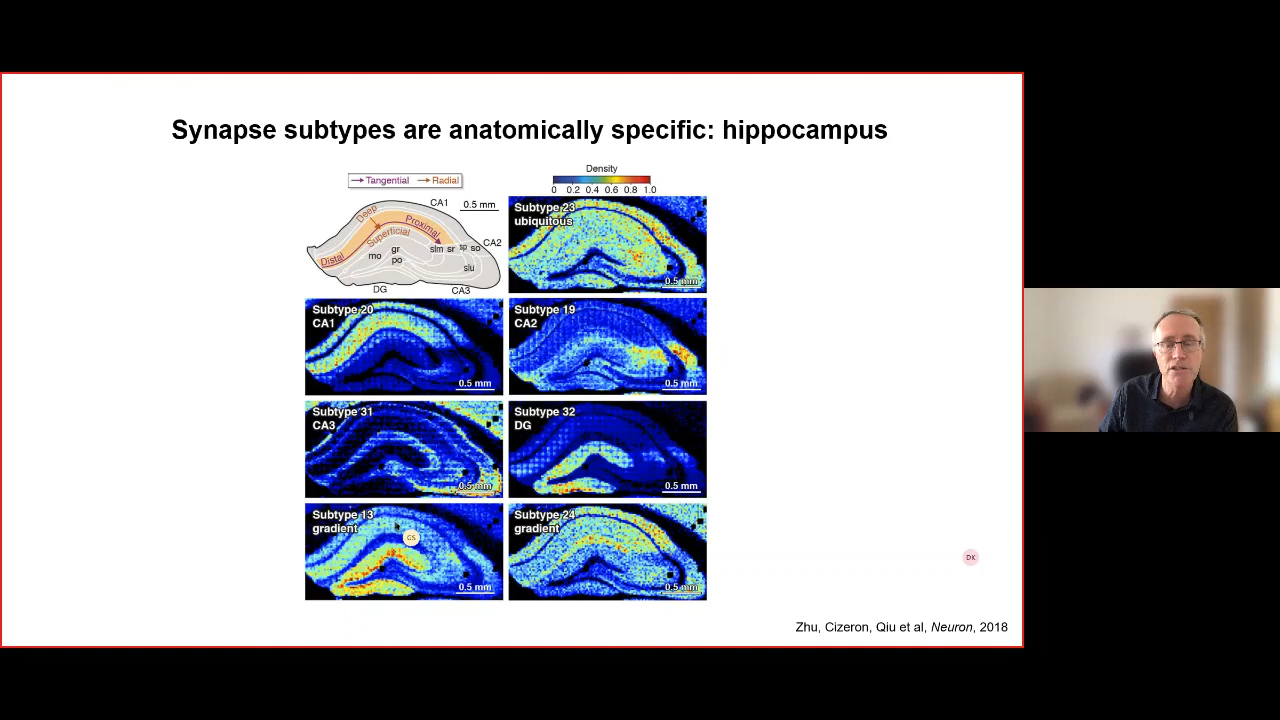 Synapse subtypes are anatomically specific: hippocampus
Tangential Radial
Density
0 0.2 0.4 0.6 0.8 1.0
CA1
0.5 mm
Deep
Proximal
Superficial
Distal
CA2
gr
mo
po
slm sr sp so
slu
DG
CA3
Subtype 23
ubiquitous
0.5 mm
Subtype 20
CA1
0.5 mm
Subtype 19
CA2
0.5 mm
Subtype 31
CA3
0.5 mm
Subtype 32
DG
0.5 mm
Subtype 13
gradient
GS
0.5 mm
Subtype 24
gradient
0.5 mm
DK
Zhu, Cizeron, Qiu et al, Neuron, 2018